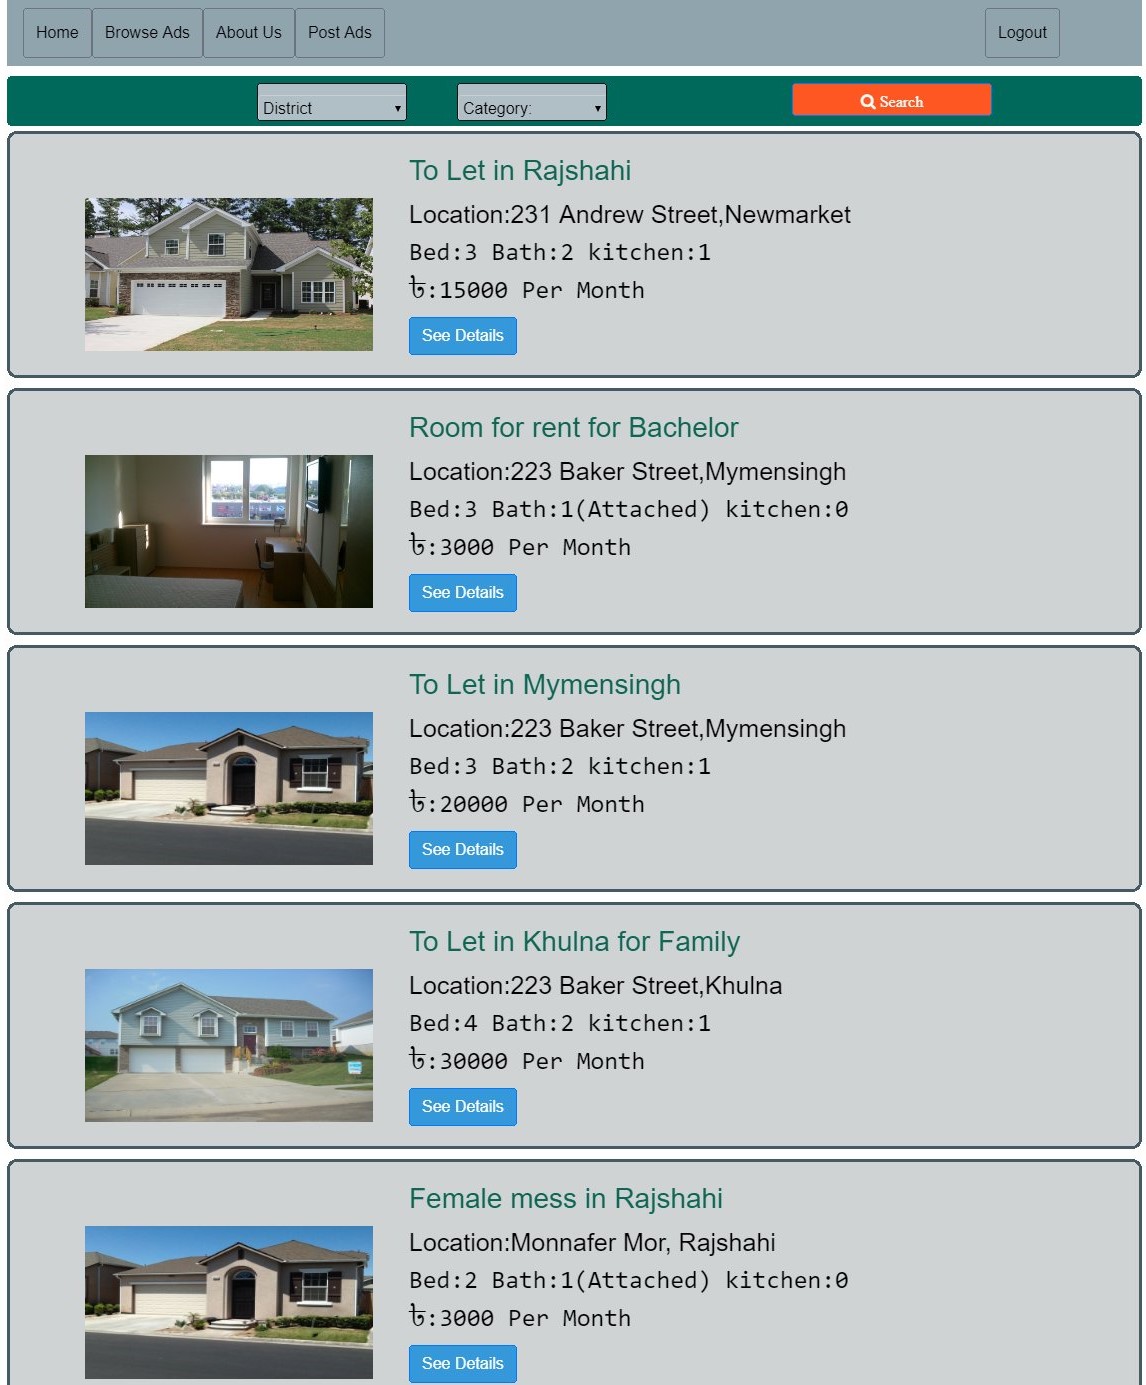 Home Browse Ads About Us Post Ads Logout
District Category: Search
To Let in Rajshahi
Location:231 Andrew Street,Newmarket
Bed:3 Bath:2 kitchen:1
৳:15000 Per Month
See Details
Room for rent for Bachelor
Location:223 Baker Street,Mymensingh
Bed:3 Bath:1(Attached) kitchen:0
৳:3000 Per Month
See Details
To Let in Mymensingh
Location:223 Baker Street,Mymensingh
Bed:3 Bath:2 kitchen:1
৳:20000 Per Month
See Details
To Let in Khulna for Family
Location:223 Baker Street,Khulna
Bed:4 Bath:2 kitchen:1
৳:30000 Per Month
See Details
Female mess in Rajshahi
Location:Monnafer Mor, Rajshahi
Bed:2 Bath:1(Attached) kitchen:0
৳:3000 Per Month
See Details